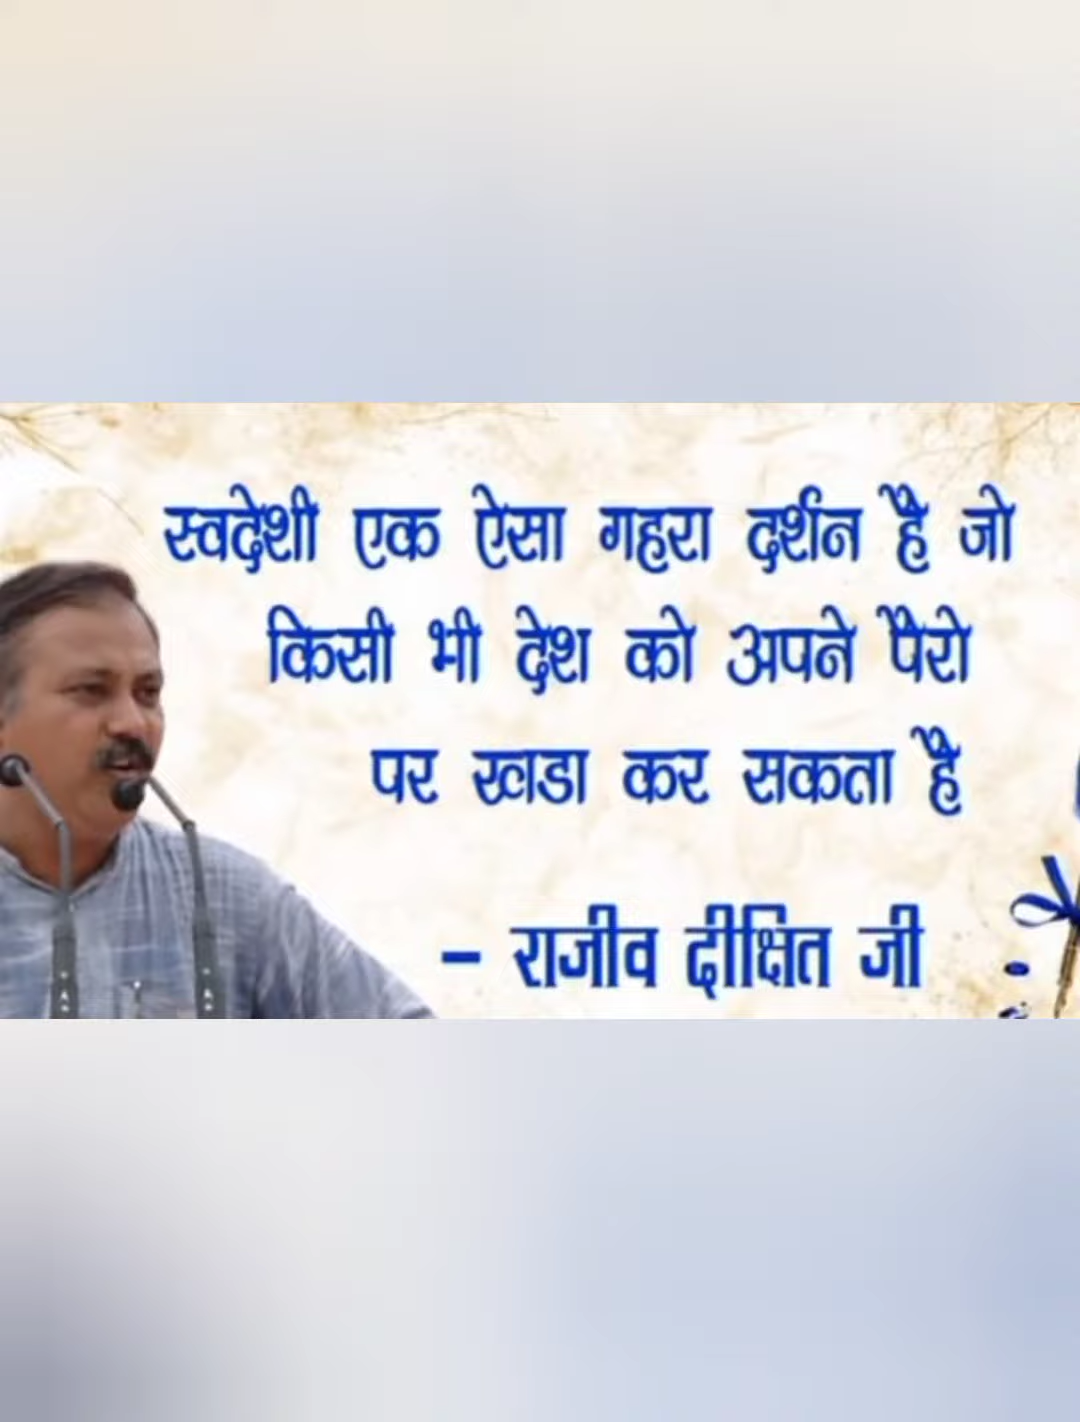 स्वदेशी एक ऐसा गहरा दर्शन है जो
किसी भी देश को अपने पैरो
पर खडा कर सकता है
– राजीव दीक्षित जी